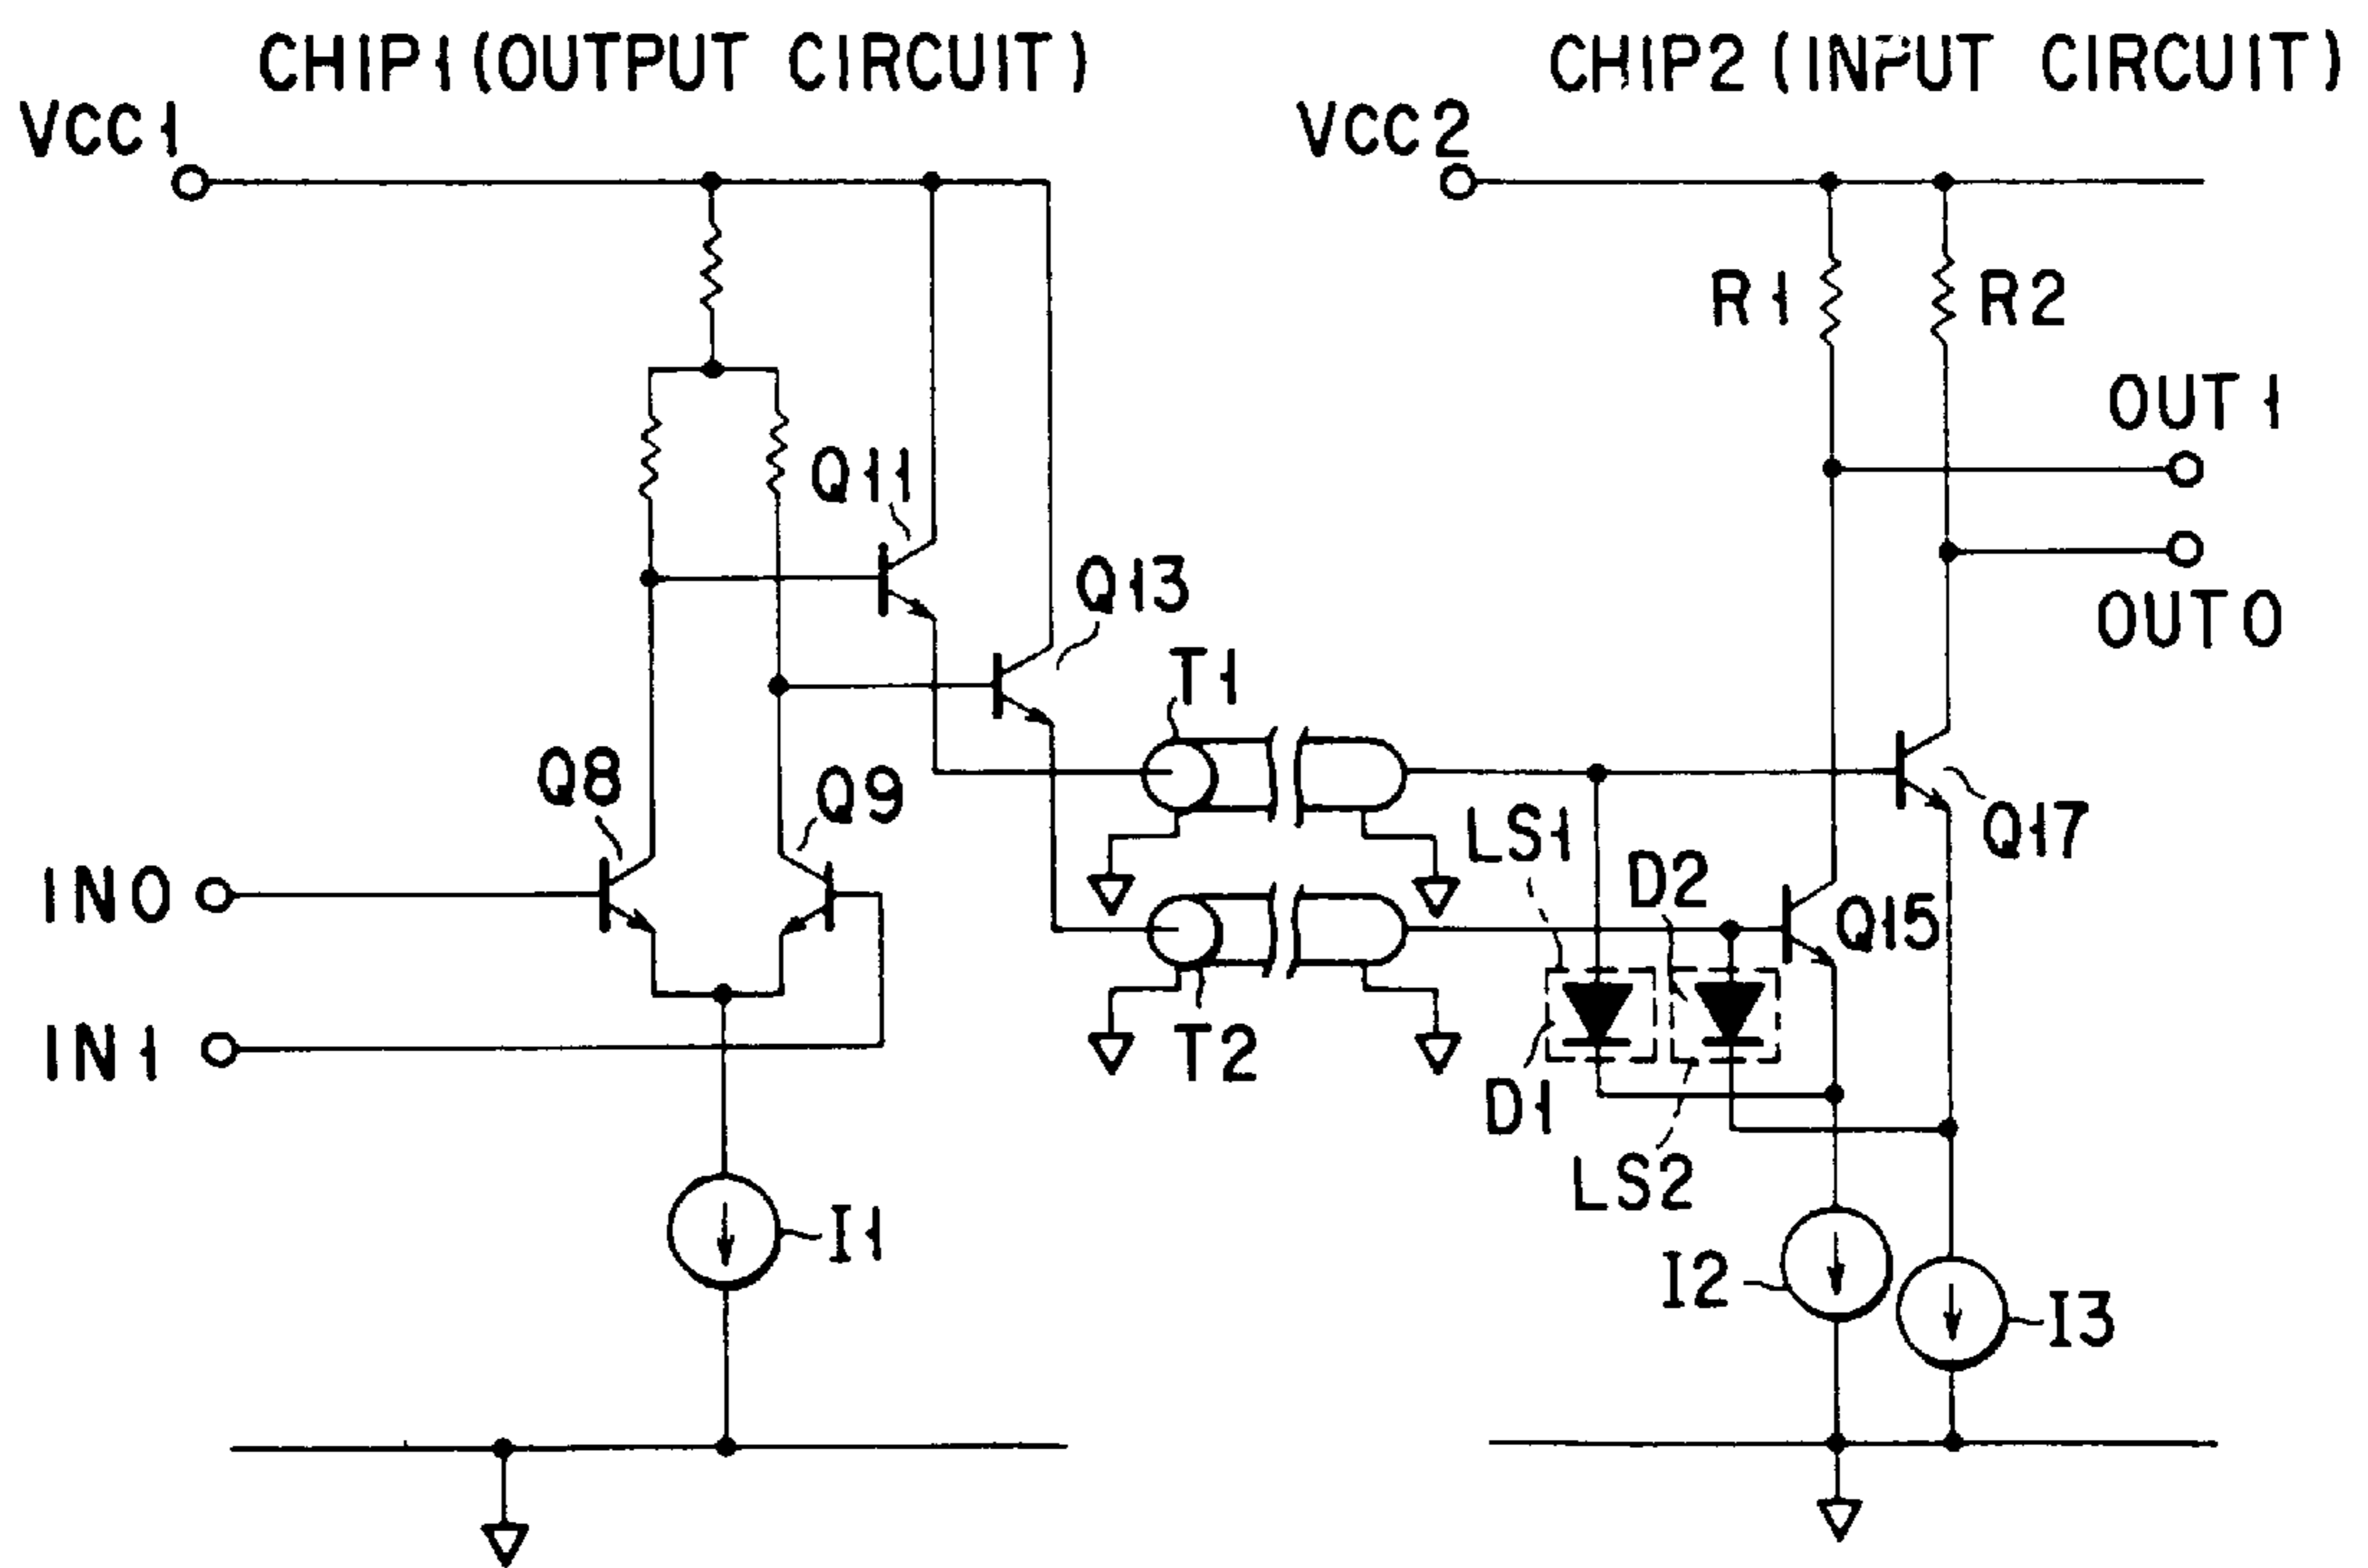 CHIP1(OUTPUT CIRCUIT)
CHIP2(INPUT CIRCUIT)
VCC1
VCC2
R1
R2
OUT1
Q11
Q13
OUT0
T1
Q8
Q9
LS1
Q17
D2
IN0
Q15
IN1
T2
D1
LS2
I1
I2
I3